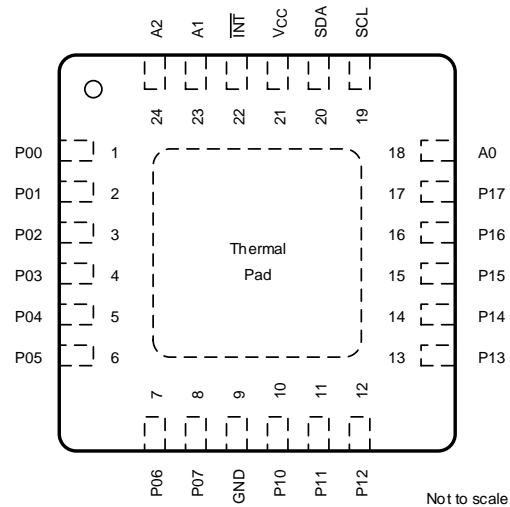 A2 A1 INT VCC SDA SCL
24 23 22 21 20 19
P00 1 18 A0
P01 2 17 P17
P02 3 16 P16
Thermal
P03 4 15 P15
Pad
P04 5 14 P14
P05 6 13 P13
7 8 9 10 11 12
P06 P07 GND P10 P11 P12
Not to scale